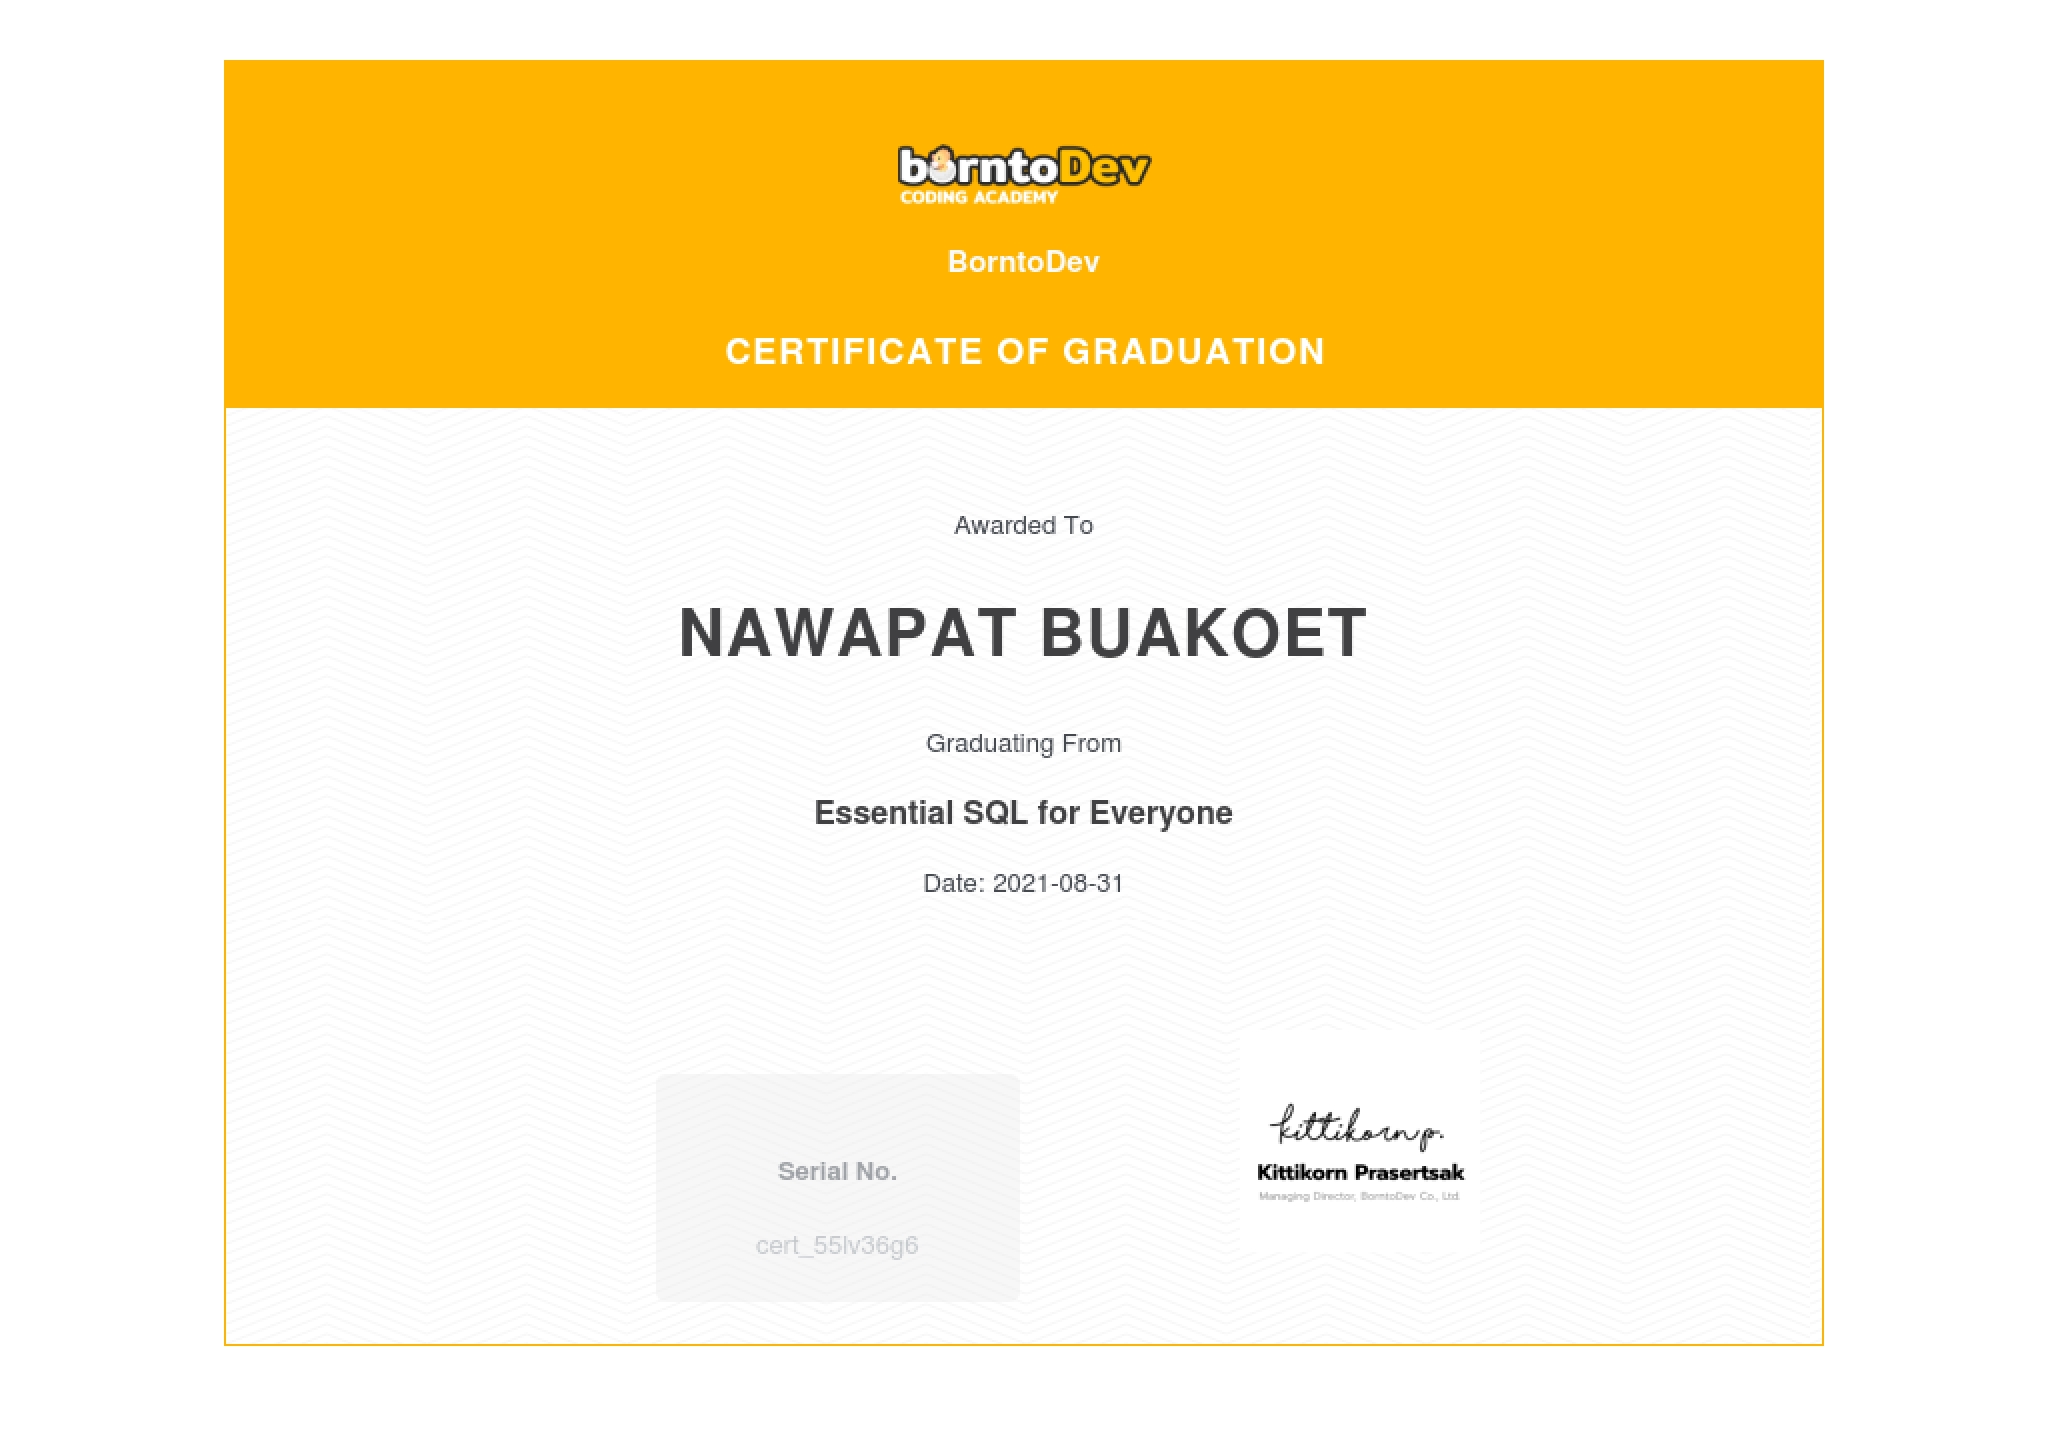 borntoDev
CODING ACADEMY
BorntoDev
CERTIFICATE OF GRADUATION
Awarded To
NAWAPAT BUAKOET
Graduating From
Essential SQL for Everyone
Date: 2021-08-31
kittikorn p.
Kittikorn Prasertsak
Managing Director, BorntoDev Co., Ltd.
Serial No.
cert_55lv36g6